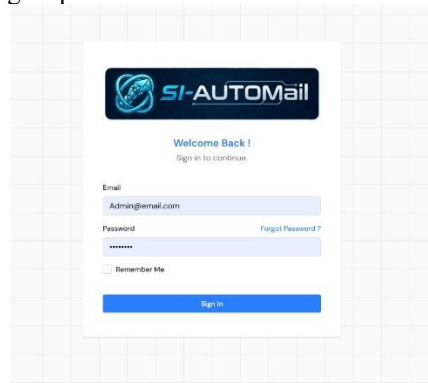 SI-AUTOMail
Welcome Back !
Sign in to continue.
Email
Admin@email.com
Password
Forgot Password ?
••••••••
Remember Me
Sign In